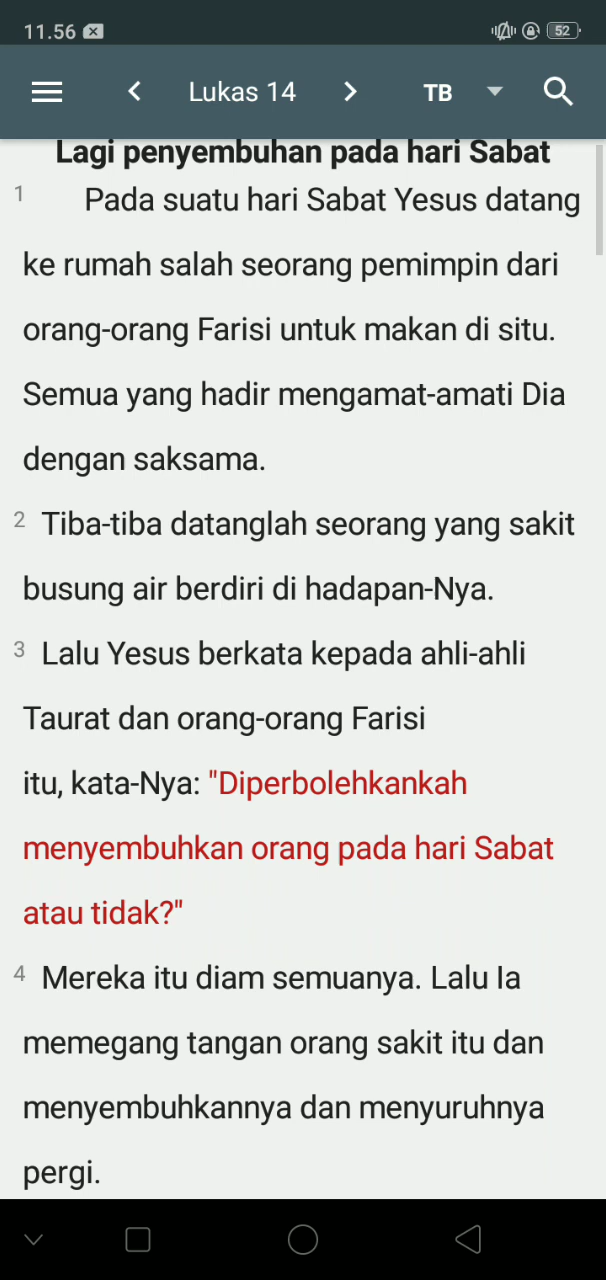 11.56
52
Lukas 14
TB
Lagi penyembuhan pada hari Sabat
1 Pada suatu hari Sabat Yesus datang
ke rumah salah seorang pemimpin dari
orang-orang Farisi untuk makan di situ.
Semua yang hadir mengamat-amati Dia
dengan saksama.
2 Tiba-tiba datanglah seorang yang sakit
busung air berdiri di hadapan-Nya.
3 Lalu Yesus berkata kepada ahli-ahli
Taurat dan orang-orang Farisi
itu, kata-Nya: "Diperbolehkankah
menyembuhkan orang pada hari Sabat
atau tidak?"
4 Mereka itu diam semuanya. Lalu Ia
memegang tangan orang sakit itu dan
menyembuhkannya dan menyuruhnya
pergi.